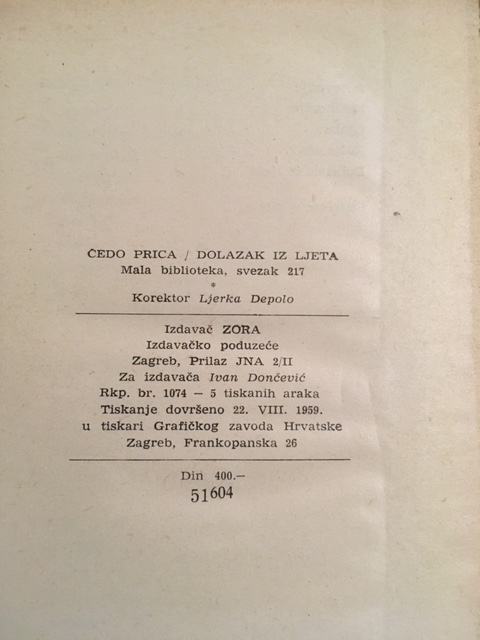 ČEDO PRICA / DOLAZAK IZ LJETA
Mala biblioteka, svezak 217
*
Korektor Ljerka Depolo
Izdavač ZORA
Izdavačko poduzeće
Zagreb, Prilaz JNA 2/II
Za izdavača Ivan Dončević
Rkp. br. 1074 — 5 tiskanih araka
Tiskanje dovršeno 22. VIII. 1959.
u tiskari Grafičkog zavoda Hrvatske
Zagreb, Frankopanska 26
Din 400.—
51604